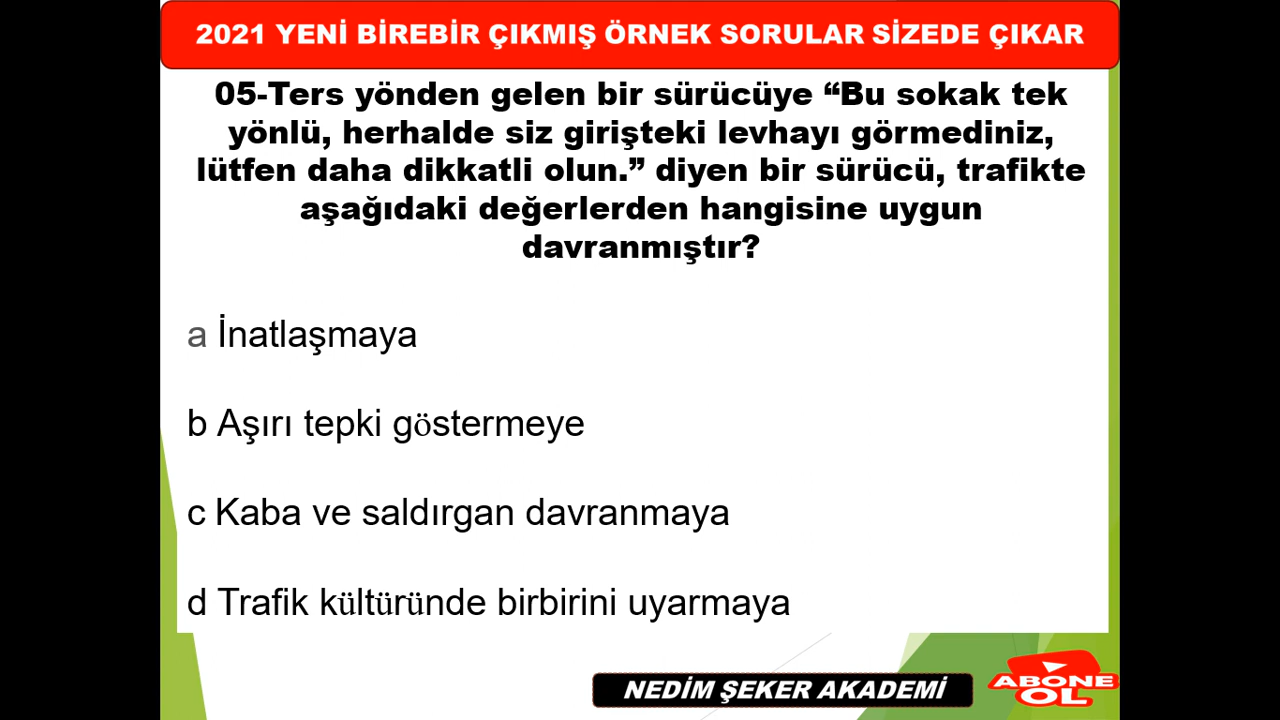 2021 YENİ BİREBİR ÇIKMIŞ ÖRNEK SORULAR SİZEDE ÇIKAR
05-Ters yönden gelen bir sürücüye “Bu sokak tek
yönlü, herhalde siz girişteki levhayı görmediniz,
lütfen daha dikkatli olun.” diyen bir sürücü, trafikte
aşağıdaki değerlerden hangisine uygun
davranmıştır?
a İnatlaşmaya
b Aşırı tepki göstermeye
c Kaba ve saldırgan davranmaya
d Trafik kültüründe birbirini uyarmaya
NEDİM ŞEKER AKADEMİ
ABONE
OL